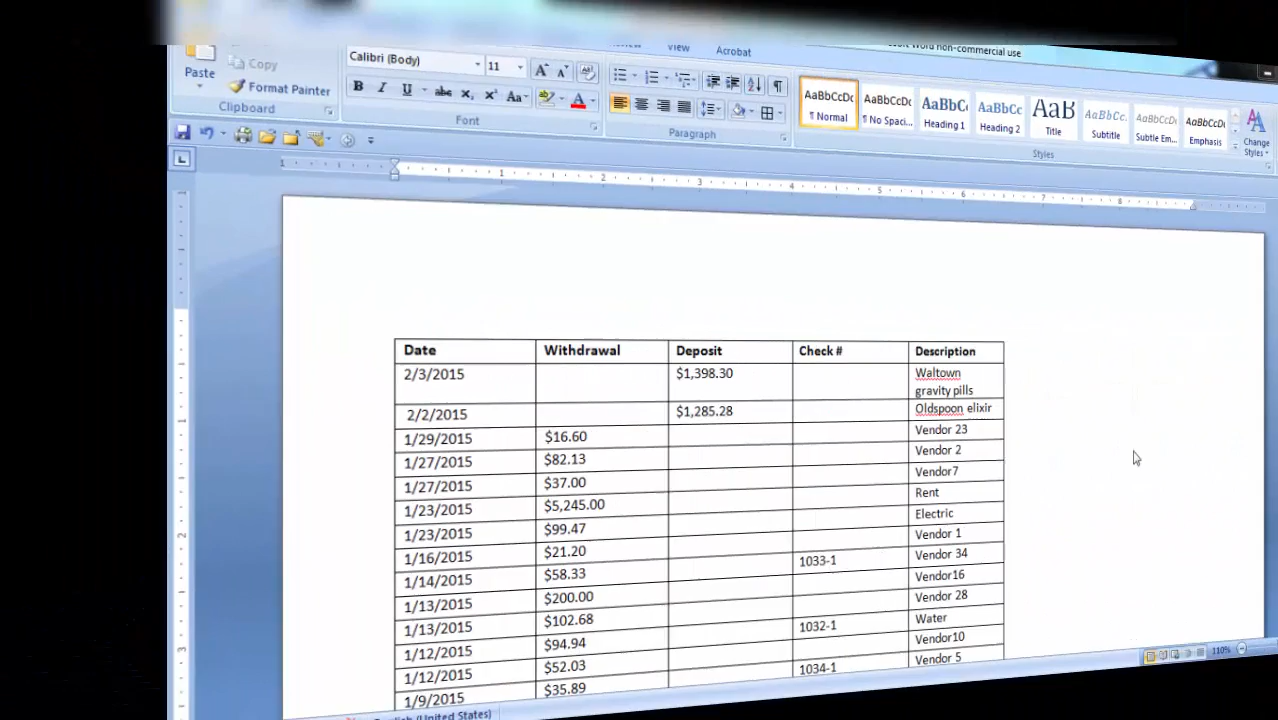 View
Acrobat
Word non-commercial use
Paste
Copy
Format Painter
Clipboard
Calibri (Body)
11
Font
Paragraph
AaBbCcDc
¶ Normal
AaBbCcDc
¶ No Spaci...
AaBbCc
Heading 1
AaBbCc
Heading 2
AaB
Title
AaBbCc.
Subtitle
AaBbCcDc
Subtle Em...
AaBbCcDc
Emphasis
Change
Styles
Styles
Date Withdrawal Deposit Check # Description
2/3/2015 $1,398.30 Waltown
gravity pills
2/2/2015 $1,285.28 Oldspoon elixir
1/29/2015 $16.60 Vendor 23
1/27/2015 $82.13 Vendor 2
1/27/2015 $37.00 Vendor7
1/23/2015 $5,245.00 Rent
1/23/2015 $99.47 Electric
1/16/2015 $21.20 Vendor 1
1/14/2015 $58.33 1033-1 Vendor 34
1/13/2015 $200.00 Vendor16
1/13/2015 $102.68 Vendor 28
1/12/2015 $94.94 1032-1 Water
1/12/2015 $52.03 Vendor10
1/9/2015 $35.89 1034-1 Vendor 5
English (United States)
110%